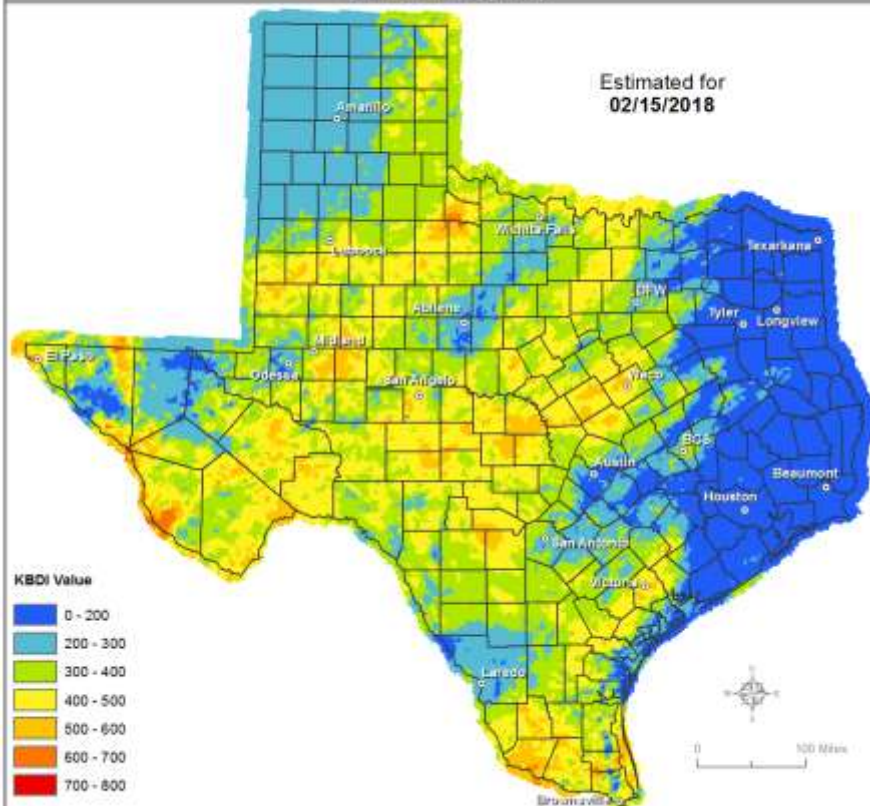 Estimated for
02/15/2018
Amarillo
Wichita Falls
Lubbock
Texarkana
DFW
Abilene
Tyler
Longview
Midland
El Paso
Odessa
San Angelo
Waco
BCS
Austin
Beaumont
Houston
San Antonio
Victoria
Laredo
Brownsville
KBDI Value
0 - 200
200 - 300
300 - 400
400 - 500
500 - 600
600 - 700
700 - 800
0 100 Miles